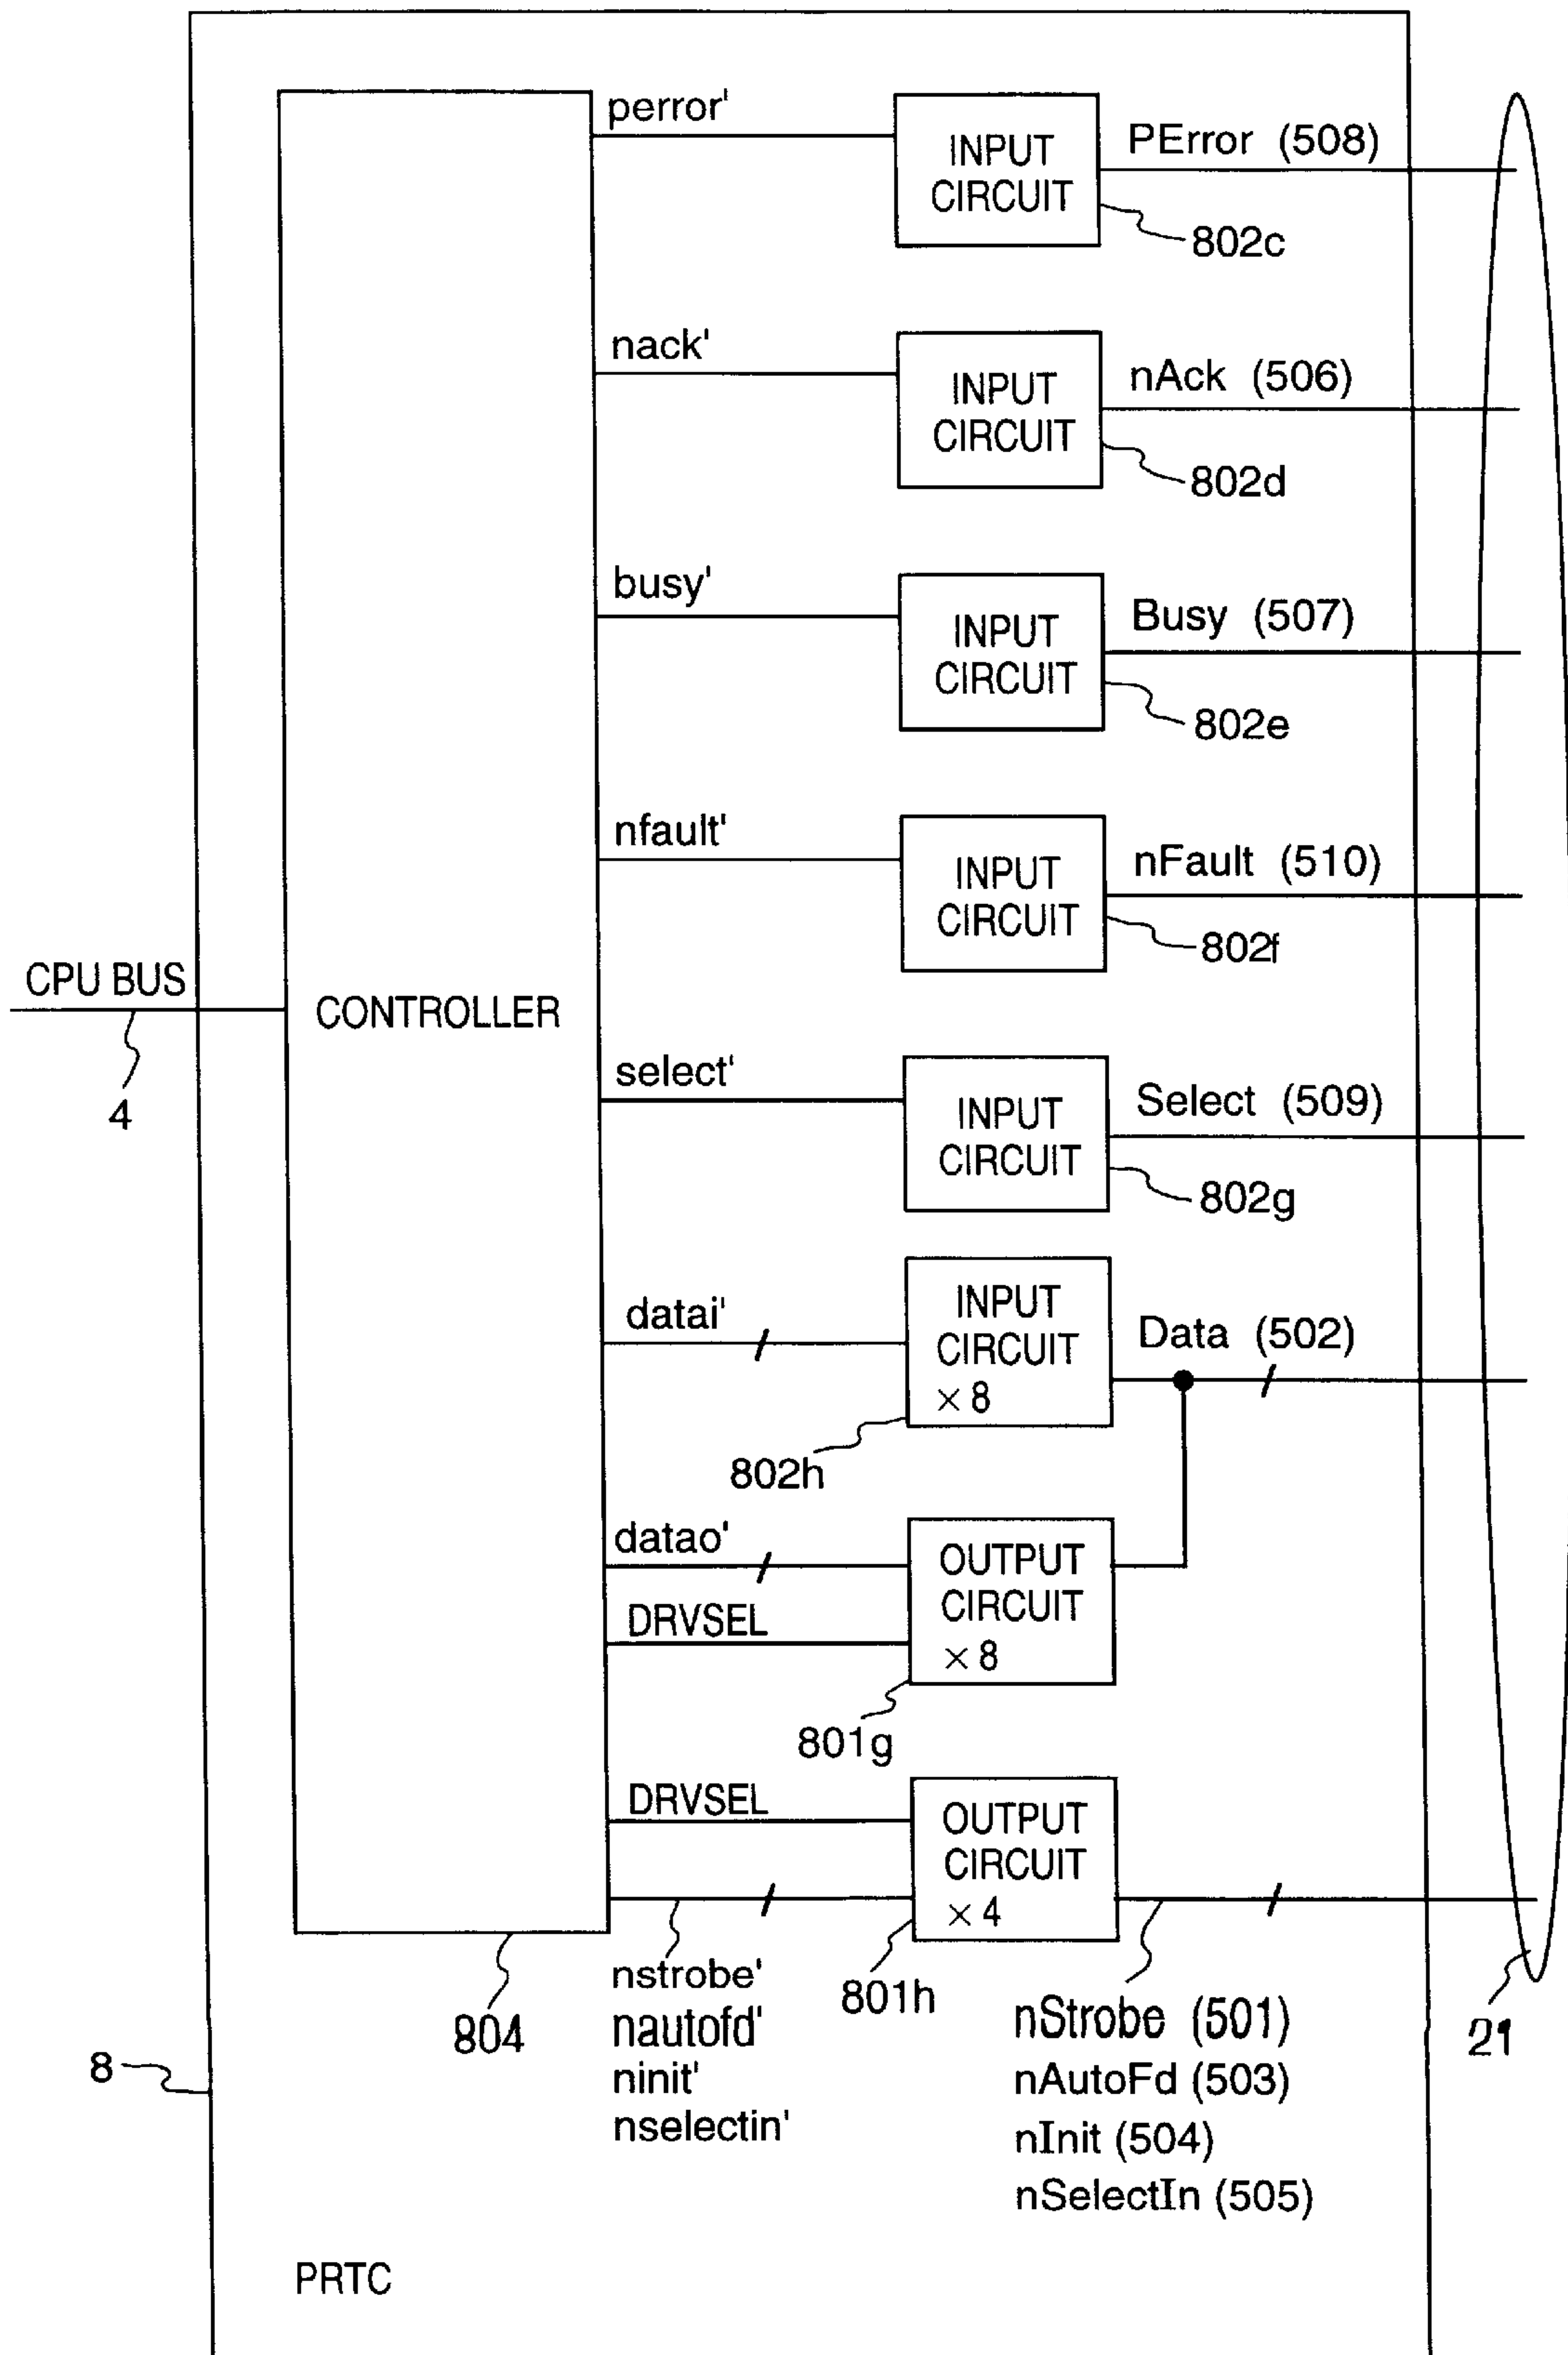 perror'
INPUT
CIRCUIT
PError (508)
802c
nack'
INPUT
CIRCUIT
nAck (506)
802d
busy'
INPUT
CIRCUIT
Busy (507)
802e
nfault'
INPUT
CIRCUIT
nFault (510)
802f
CPU BUS
4
CONTROLLER
select'
INPUT
CIRCUIT
Select (509)
802g
datai'
INPUT
CIRCUIT
× 8
Data (502)
802h
datao'
DRVSEL
OUTPUT
CIRCUIT
× 8
801g
DRVSEL
OUTPUT
CIRCUIT
× 4
801h
804
nstrobe'
nautofd'
ninit'
nselectin'
nStrobe (501)
nAutoFd (503)
nInit (504)
nSelectIn (505)
21
8
PRTC